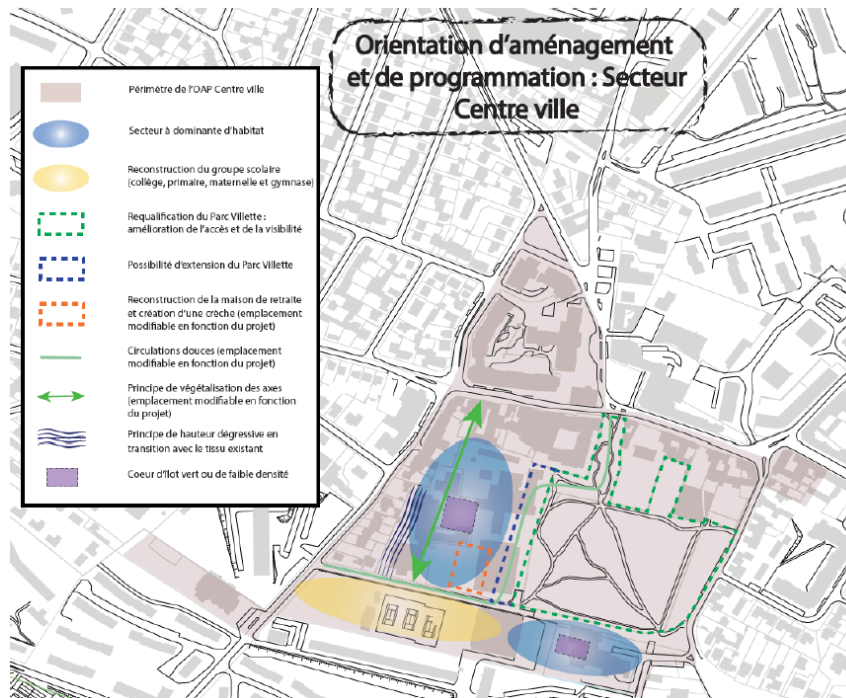 Orientation d'aménagement
et de programmation : Secteur
Centre ville
Périmètre de l'OAP Centre ville
Secteur à dominante d'habitat
Reconstruction du groupe scolaire
(collège, primaire, maternelle et gymnase)
Requalification du Parc Villette :
amélioration de l'accès et de la visibilité
Possibilité d'extension du Parc Villette
Reconstruction de la maison de retraite
et création d'une crèche (emplacement
modifiable en fonction du projet)
Circulations douces (emplacement
modifiable en fonction du projet)
Principe de végétalisation des axes
(emplacement modifiable en fonction
du projet)
Principe de hauteur dégressive en
transition avec le tissu existant
Coeur d'îlot vert ou de faible densité